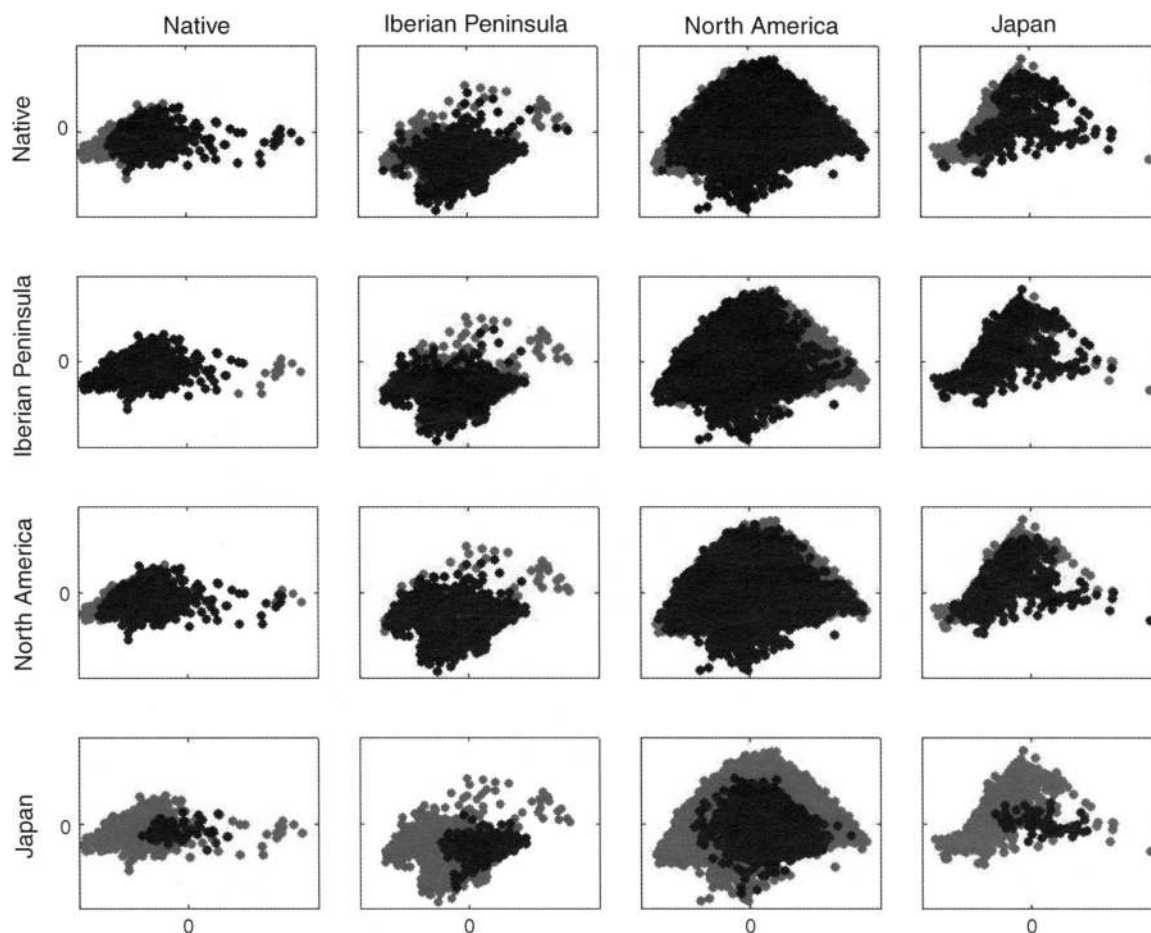 Native Iberian Peninsula North America Japan
Native
0
Iberian Peninsula
0
North America
0
Japan
0
0 0 0 0